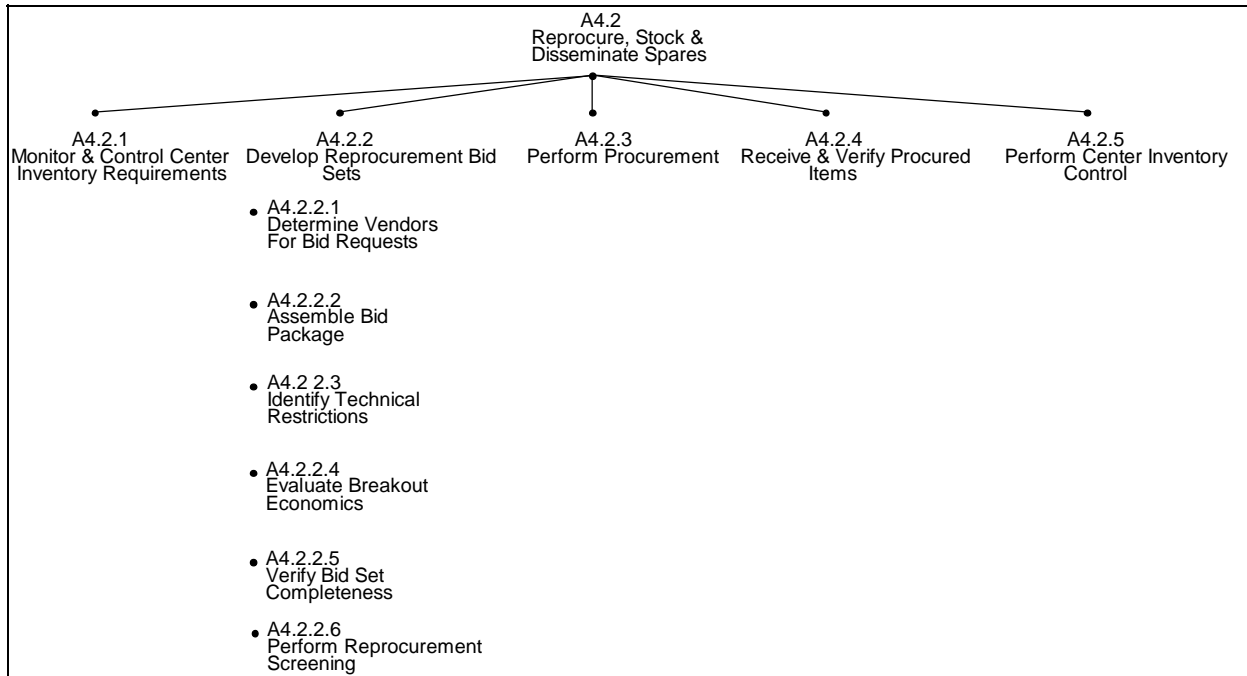 A4.2
Reprocure, Stock &
Disseminate Spares
A4.2.1
Monitor & Control Center
Inventory Requirements
A4.2.2
Develop Reprocurement Bid
Sets
A4.2.3
Perform Procurement
A4.2.4
Receive & Verify Procured
Items
A4.2.5
Perform Center Inventory
Control
A4.2.2.1
Determine Vendors
For Bid Requests
A4.2.2.2
Assemble Bid
Package
A4.2 2.3
Identify Technical
Restrictions
A4.2.2.4
Evaluate Breakout
Economics
A4.2.2.5
Verify Bid Set
Completeness
A4.2.2.6
Perform Reprocurement
Screening